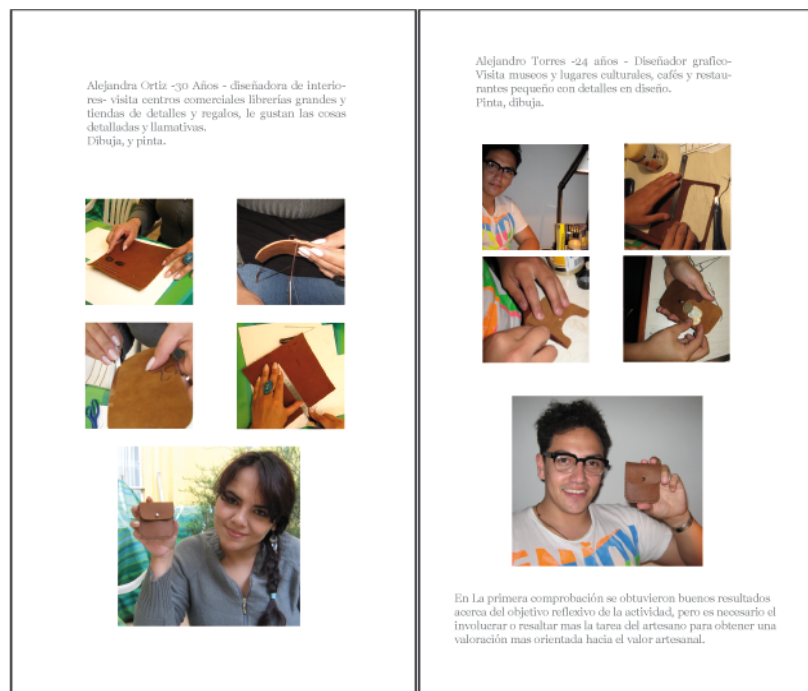 Alejandra Ortiz -30 Años - diseñadora de interio-
res- visita centros comerciales librerías grandes y
tiendas de detalles y regalos, le gustan las cosas
detalladas y llamativas.
Dibuja, y pinta.
Alejandro Torres -24 años - Diseñador grafico-
Visita museos y lugares culturales, cafés y restau-
rantes pequeño con detalles en diseño.
Pinta, dibuja.
En La primera comprobación se obtuvieron buenos resultados
acerca del objetivo reflexivo de la actividad, pero es necesario el
involucrar o resaltar mas la tarea del artesano para obtener una
valoración mas orientada hacia el valor artesanal.